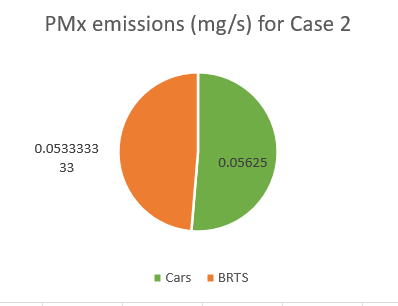 PMx emissions (mg/s) for Case 2
0.0533333
33
0.05625
Cars
BRTS